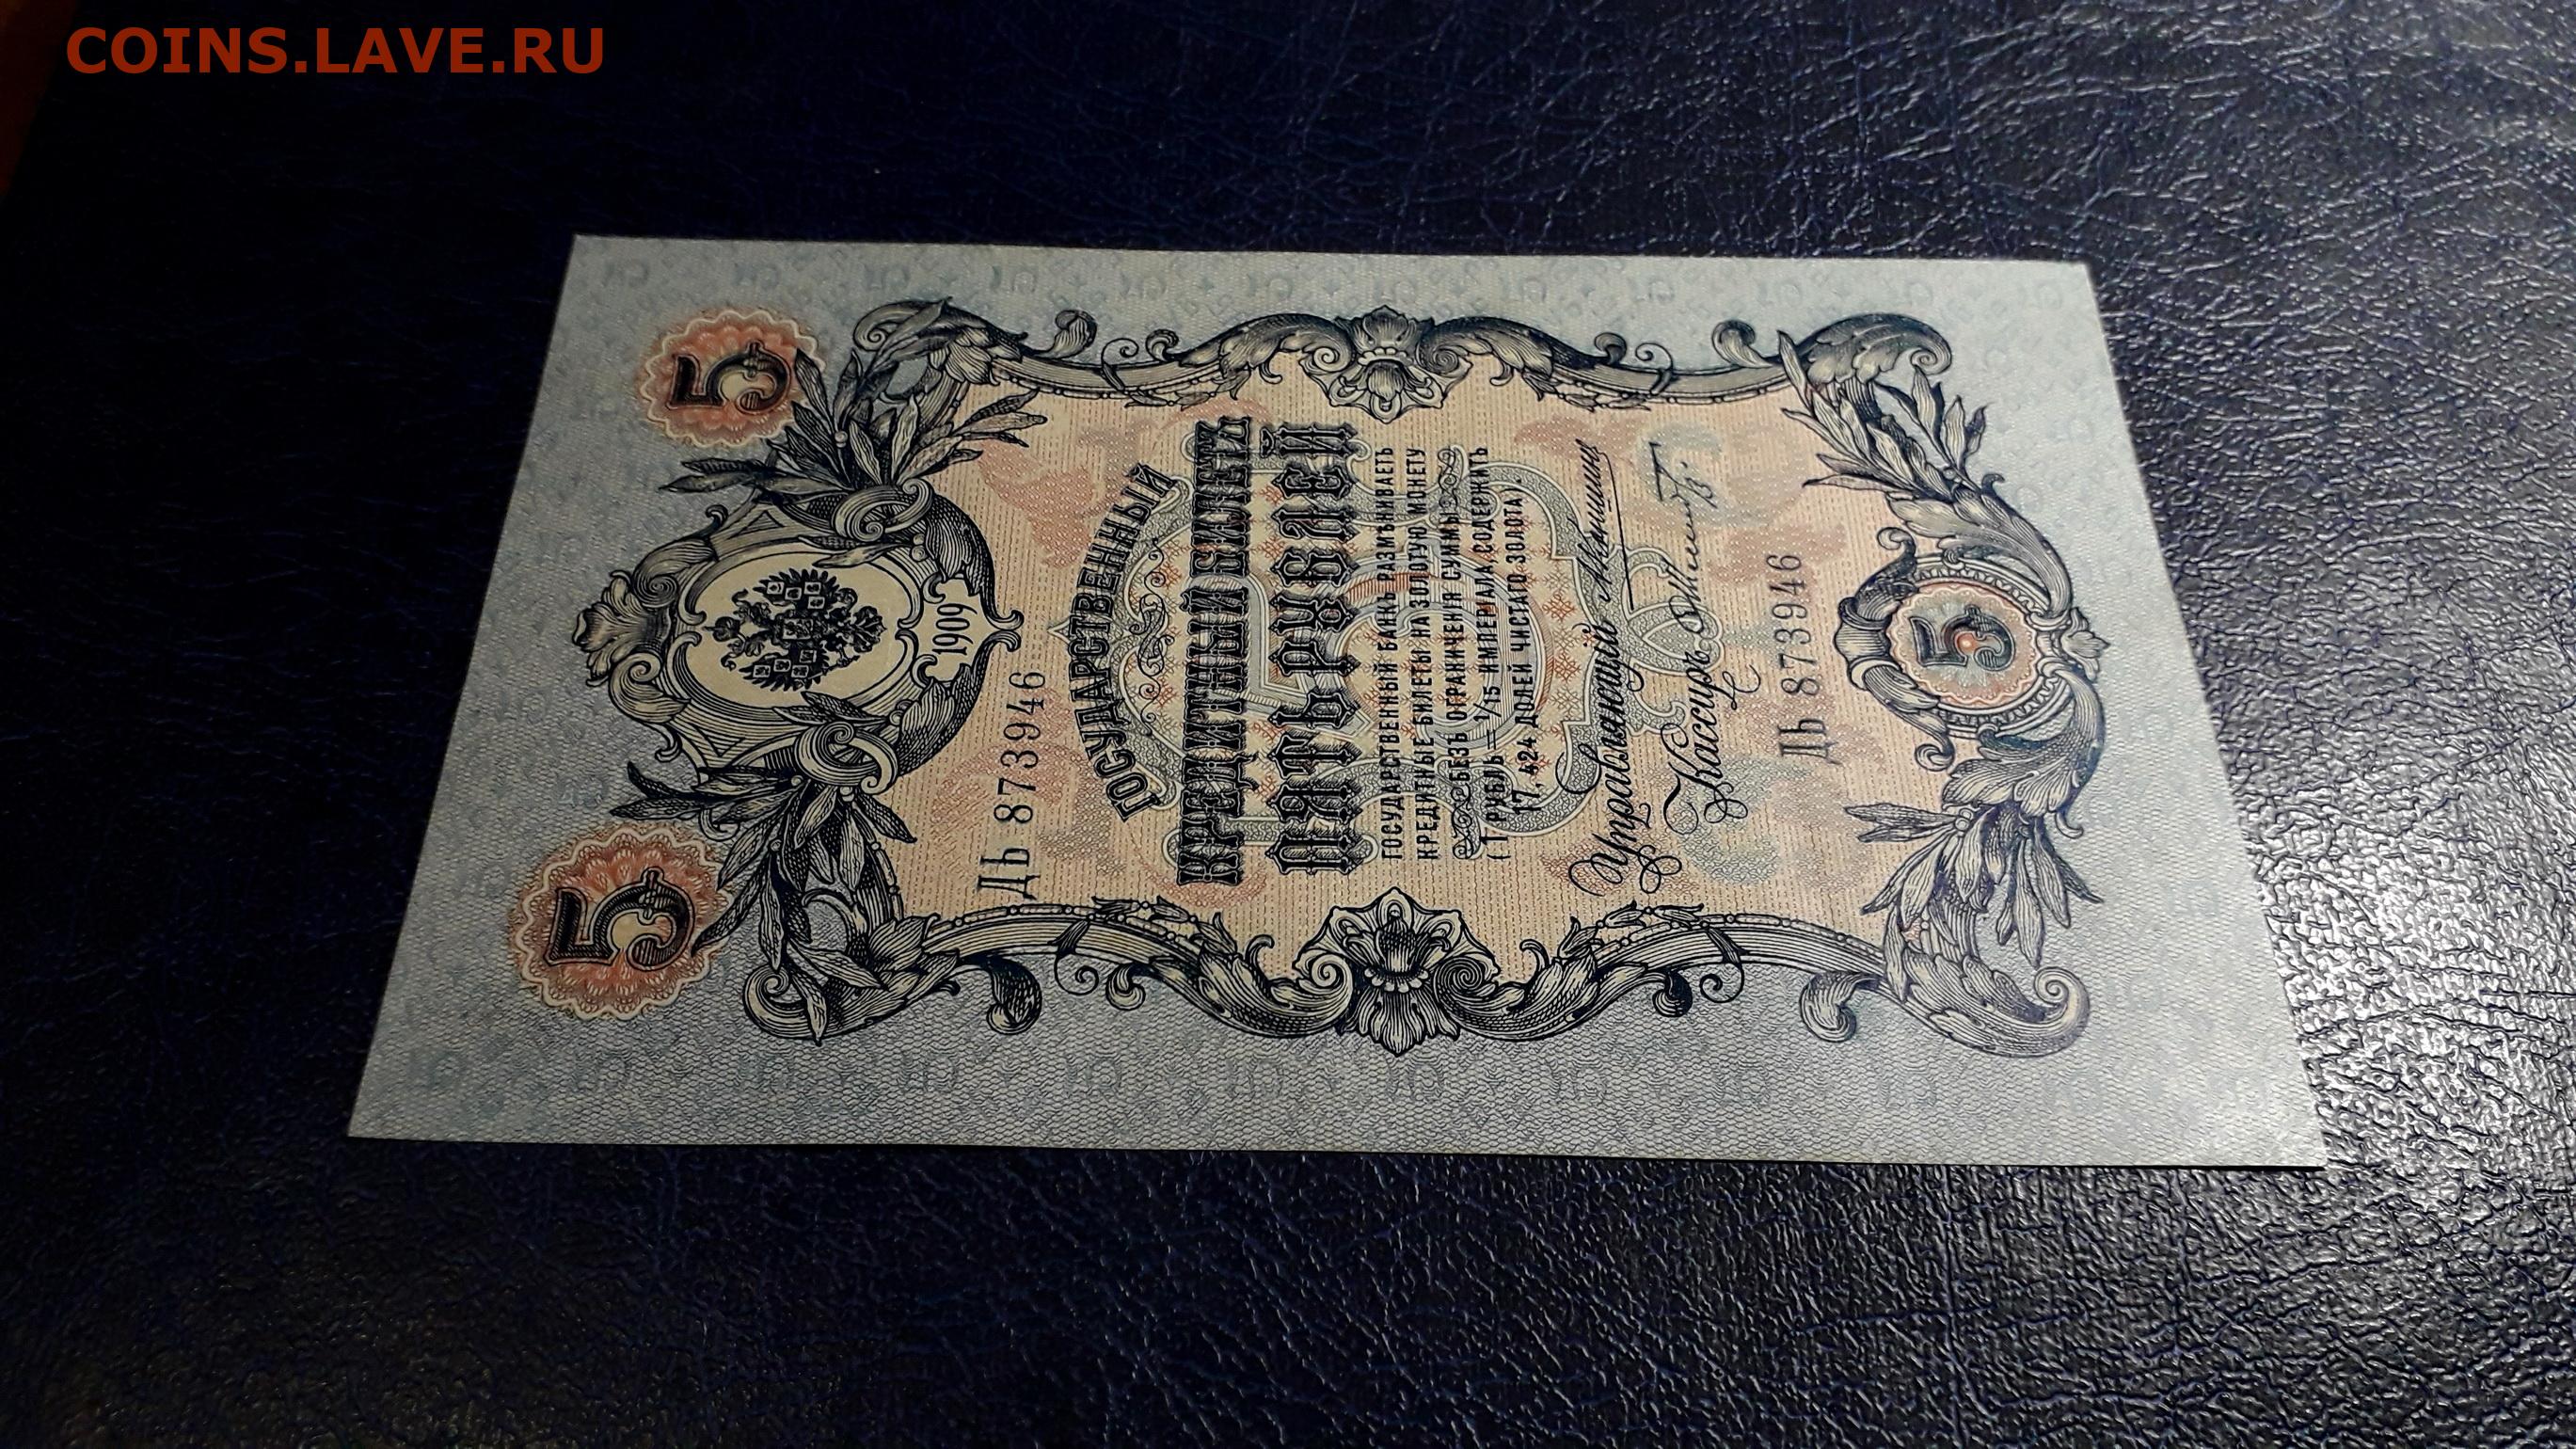 COINS.LAVE.RU
5
5
1909
ДЬ 873946
ГОСУДАРСТВЕННЫЙ
КРЕДИТНЫЙ БИЛЕТЪ
ПЯТЬ РУБЛЕЙ
ГОСУДАРСТВЕННЫЙ БАНКЪ РАЗМѢНИВАЕТЪ
КРЕДИТНЫЕ БИЛЕТЫ НА ЗОЛОТУЮ МОНЕТУ
БЕЗЪ ОГРАНИЧЕНІЯ СУММЫ
(1 РУБЛЬ = 1/15 ИМПЕРІАЛА, СОДЕРЖИТЪ
17,424 ДОЛЕЙ ЧИСТАГО ЗОЛОТА).
Управляющій
Кассиръ
ДЬ 873946
5